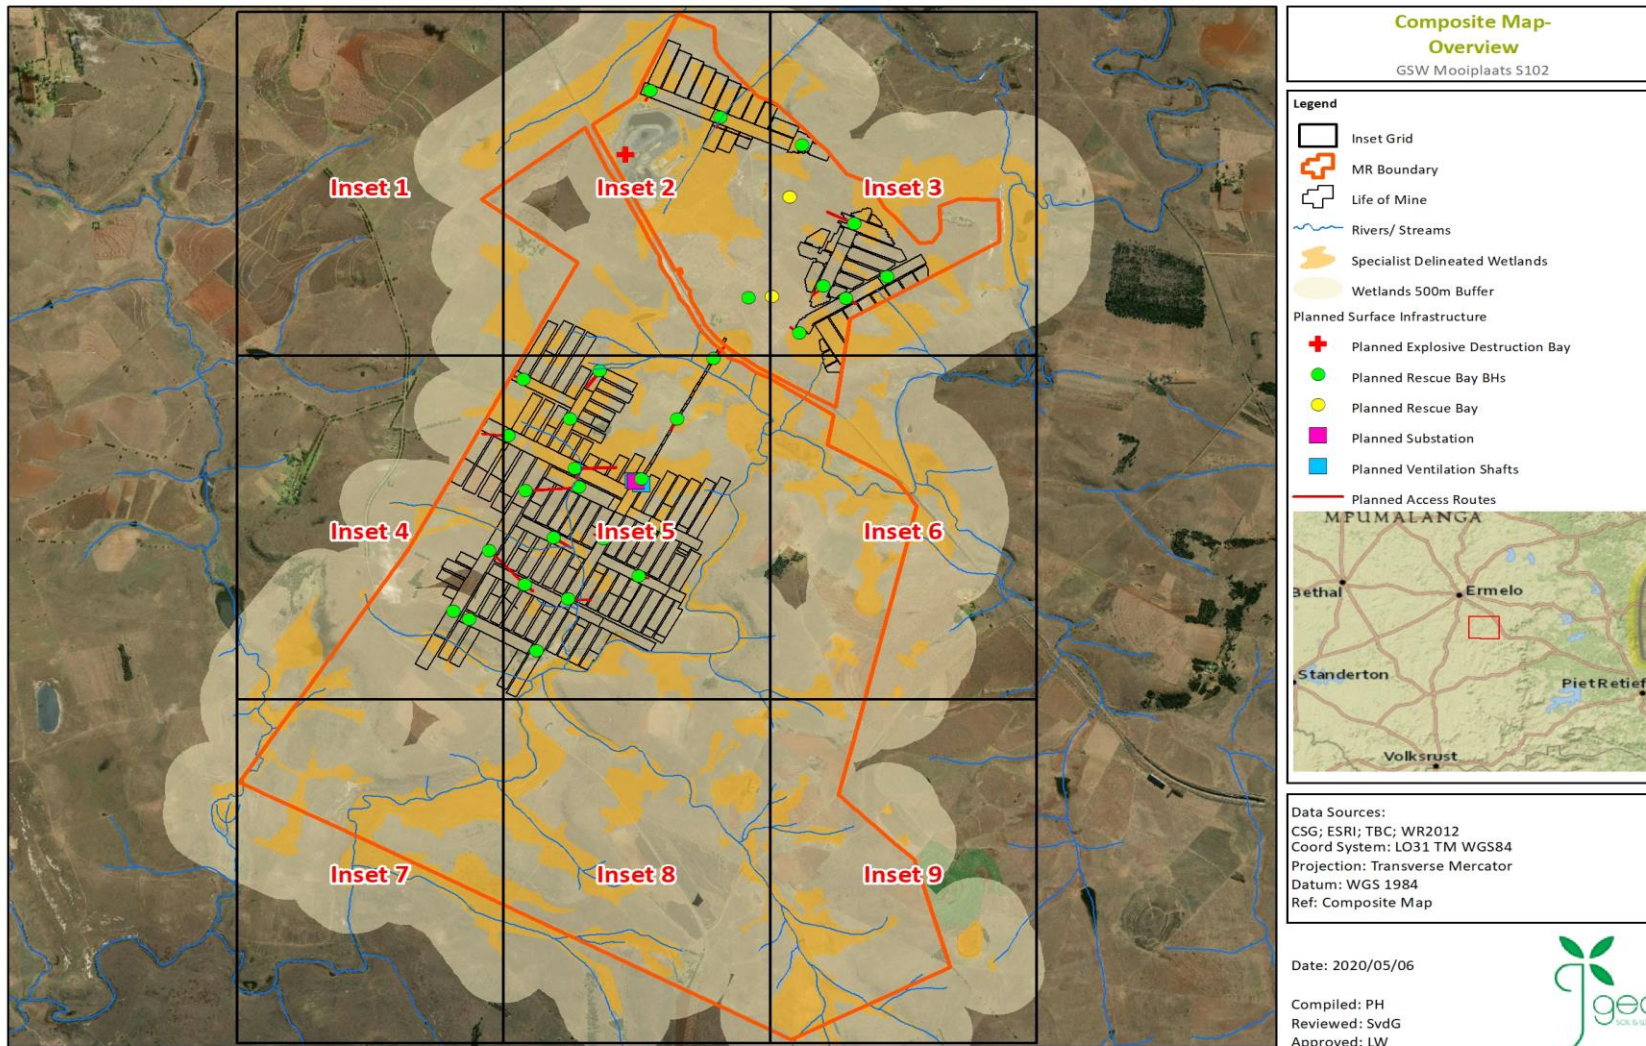 Composite Map-
Overview
GSW Mooiplaats S102
Legend
Inset Grid
MR Boundary
Life of Mine
Rivers/ Streams
Specialist Delineated Wetlands
Wetlands 500m Buffer
Planned Surface Infrastructure
Planned Explosive Destruction Bay
Planned Rescue Bay BHs
Planned Rescue Bay
Planned Substation
Planned Ventilation Shafts
Planned Access Routes
MPUMALANGA
Bethal
Ermelo
Standerton
Piet Retief
Volksrust
Data Sources:
CSG; ESRI; TBC; WR2012
Coord System: LO31 TM WGS84
Projection: Transverse Mercator
Datum: WGS 1984
Ref: Composite Map
Date: 2020/05/06
Compiled: PH
Reviewed: SvdG
Approved: LW
Inset 1
Inset 2
Inset 3
Inset 4
Inset 5
Inset 6
Inset 7
Inset 8
Inset 9